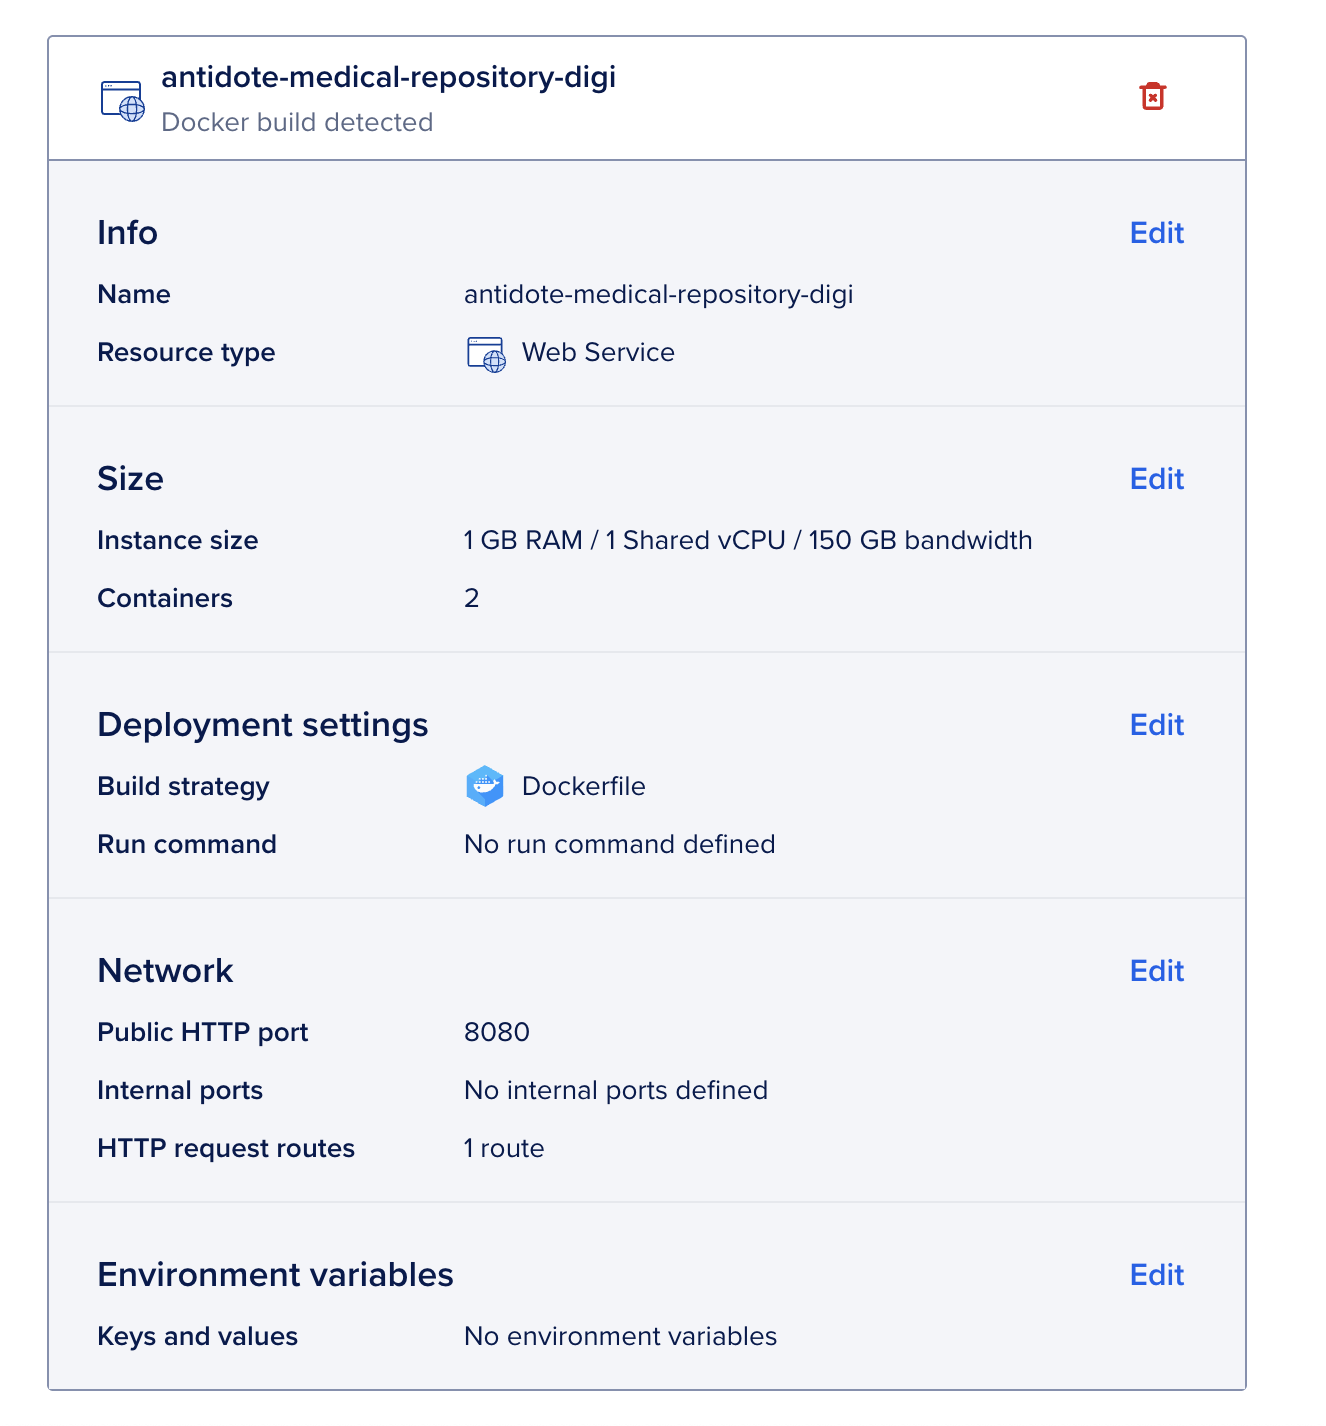 antidote-medical-repository-digi
Docker build detected
Info
Edit
Name antidote-medical-repository-digi
Resource type Web Service
Size
Edit
Instance size 1 GB RAM / 1 Shared vCPU / 150 GB bandwidth
Containers 2
Deployment settings
Edit
Build strategy Dockerfile
Run command No run command defined
Network
Edit
Public HTTP port 8080
Internal ports No internal ports defined
HTTP request routes 1 route
Environment variables
Edit
Keys and values No environment variables